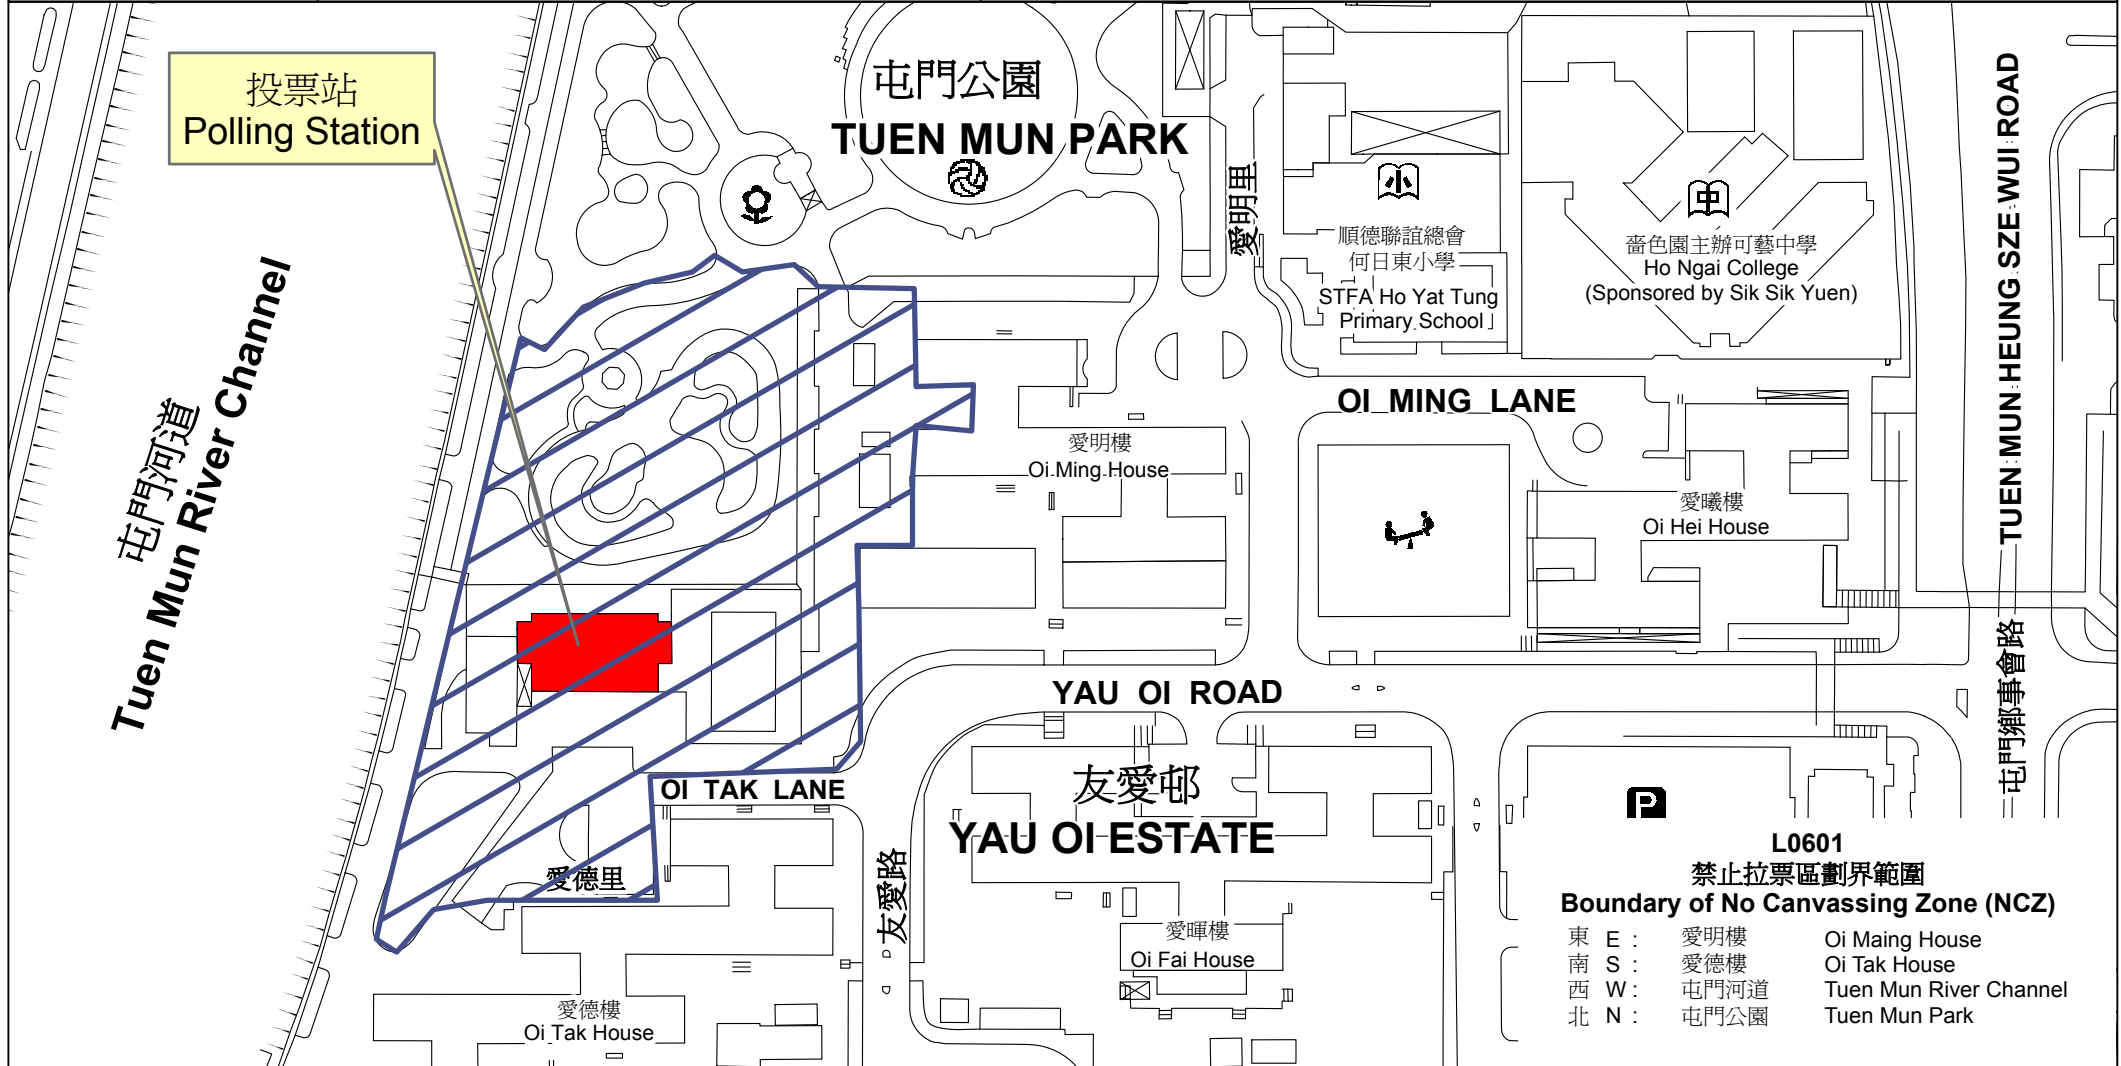 投票站
Polling Station
屯門公園
TUEN MUN PARK
愛明里
小
順德聯誼總會
何日東小學
STFA Ho Yat Tung
Primary School
中
嗇色園主辦可藝中學
Ho Ngai College
(Sponsored by Sik Sik Yuen)
TUEN MUN HEUNG SZE WUI ROAD
屯門鄉事會路
屯門河道
Tuen Mun River Channel
OI MING LANE
愛明樓
Oi Ming House
愛曦樓
Oi Hei House
YAU OI ROAD
OI TAK LANE
愛德里
友愛邨
YAU OI ESTATE
友愛路
愛暉樓
Oi Fai House
愛德樓
Oi Tak House
P
L0601
禁止拉票區劃界範圍
Boundary of No Canvassing Zone (NCZ)
東 E : 愛明樓 Oi Maing House
南 S : 愛德樓 Oi Tak House
西 W : 屯門河道 Tuen Mun River Channel
北 N : 屯門公園 Tuen Mun Park